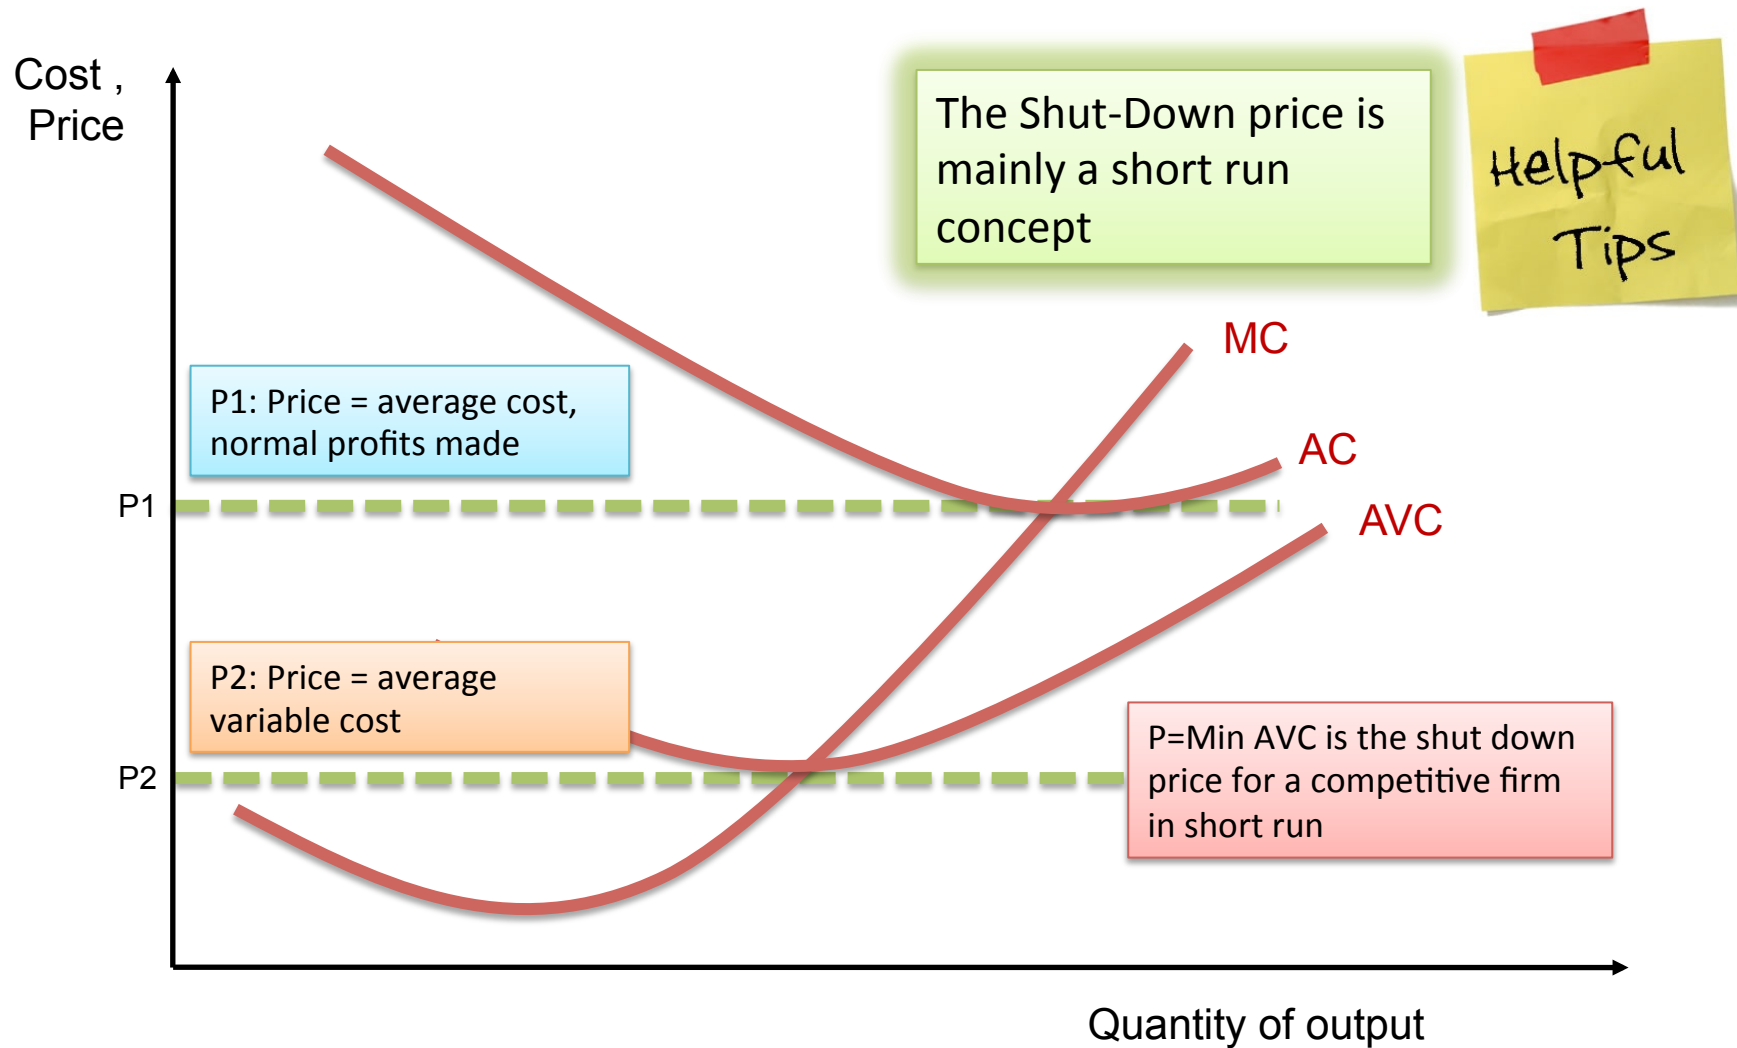 Cost ,
Price
The Shut-Down price is
mainly a short run
concept
Helpful
Tips
MC
P1: Price = average cost,
normal profits made
AC
P1
AVC
P2: Price = average
variable cost
P=Min AVC is the shut down
price for a competitive firm
in short run
P2
Quantity of output